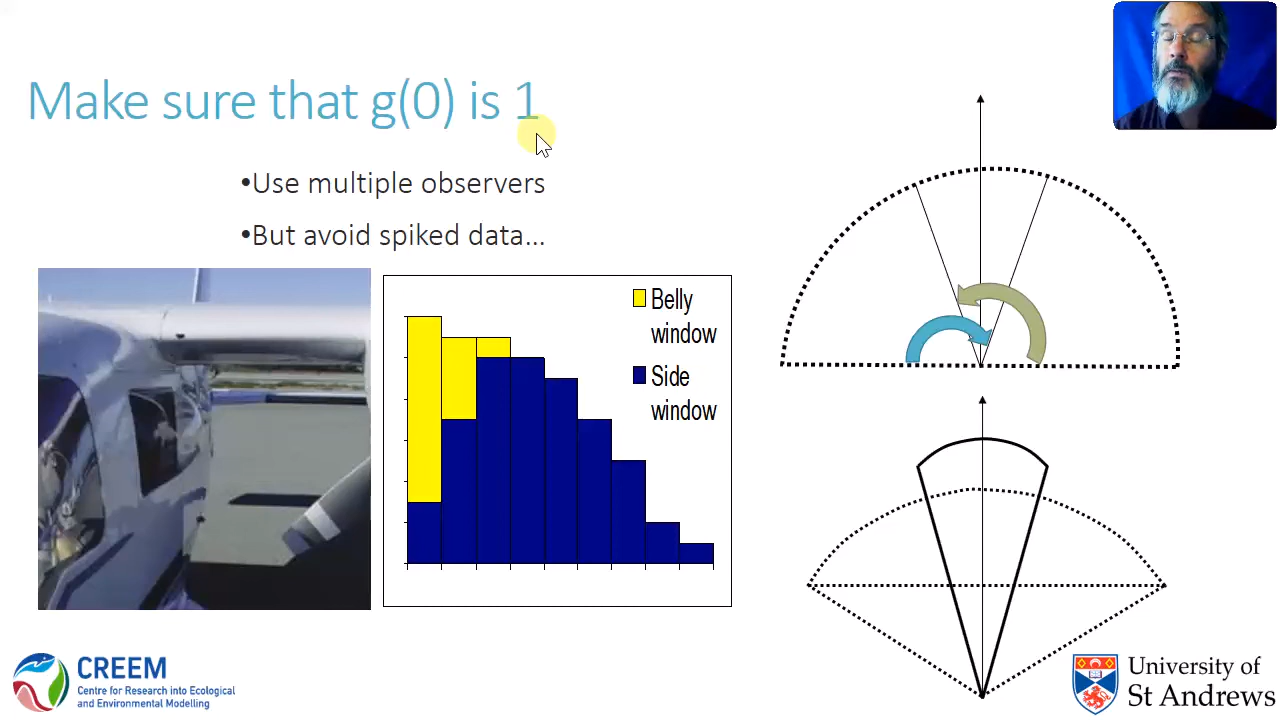 Make sure that g(0) is 1
•Use multiple observers
•But avoid spiked data...
Belly
window
Side
window
CREEM
Centre for Research into Ecological
and Environmental Modelling
University of
St Andrews